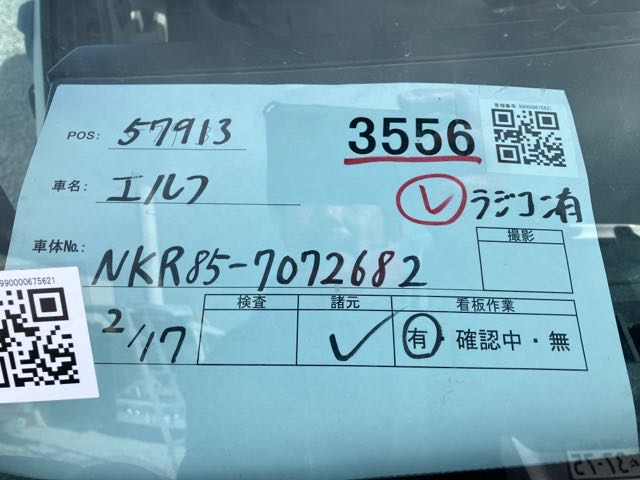 登録番号 990000675621
POS: 57913
3556
車名: エルフ
レ ラジコン有
車体No.: NKR85-7072682
撮影
990000675621
2/17
検査 諸元 看板作業
✓ 有・確認中・無